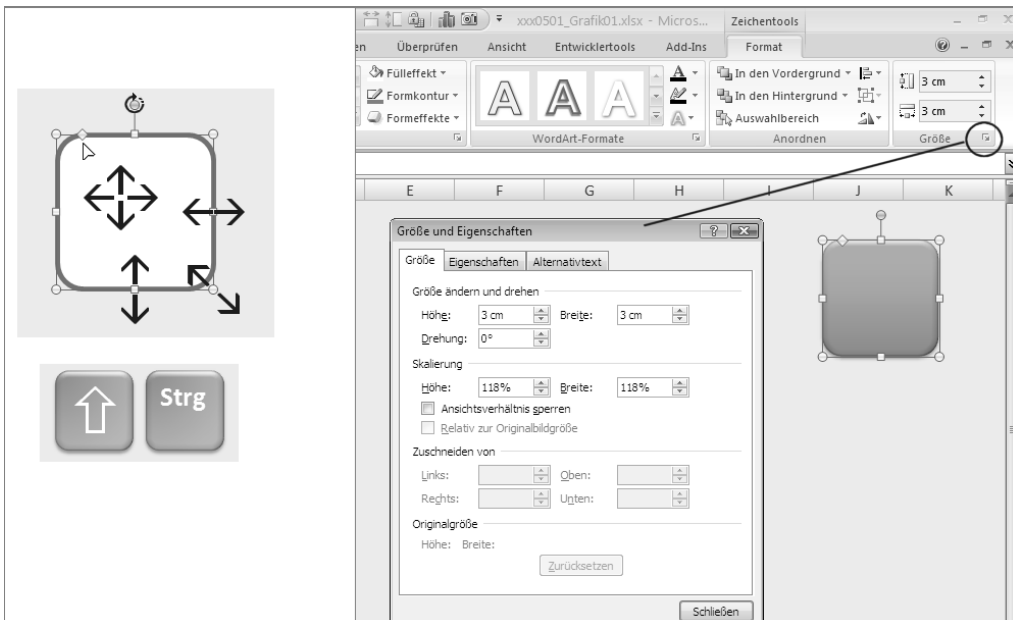 Strg
xxx0501_Grafik01.xlsx - Micros...
Zeichentools
en Überprüfen Ansicht Entwicklertools Add-Ins Format
Fülleffekt
Formkontur
Formeffekte
A A A
A
A
WordArt-Formate
In den Vordergrund
In den Hintergrund
Auswahlbereich
Anordnen
3 cm
3 cm
Größe
E F G H I J K
Größe und Eigenschaften ?
Größe Eigenschaften Alternativtext
Größe ändern und drehen
Höhe: 3 cm Breite: 3 cm
Drehung: 0°
Skalierung
Höhe: 118% Breite: 118%
Ansichtsverhältnis sperren
Relativ zur Originalbildgröße
Zuschneiden von
Links: Oben:
Rechts: Unten:
Originalgröße
Höhe: Breite:
Zurücksetzen
Schließen